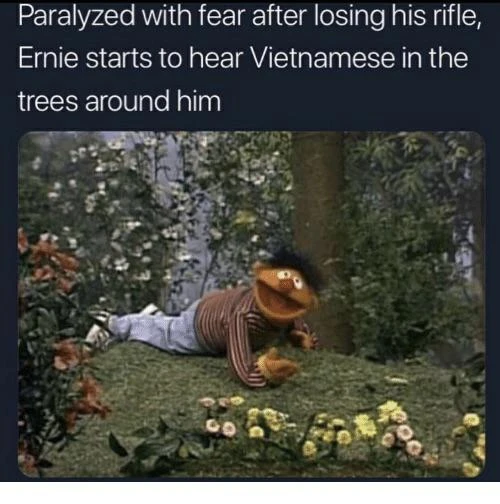 Paralyzed with fear after losing his rifle,
Ernie starts to hear Vietnamese in the
trees around him